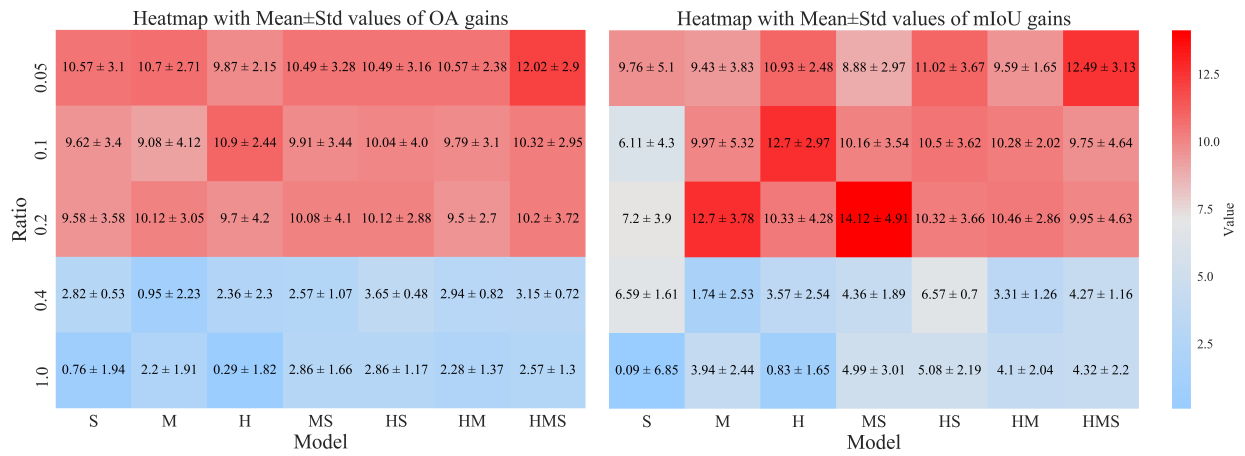 Heatmap with Mean±Std values of OA gains
Heatmap with Mean±Std values of mIoU gains
Ratio
0.05
10.57 ± 3.1
10.7 ± 2.71
9.87 ± 2.15
10.49 ± 3.28
10.49 ± 3.16
10.57 ± 2.38
12.02 ± 2.9
0.1
9.62 ± 3.4
9.08 ± 4.12
10.9 ± 2.44
9.91 ± 3.44
10.04 ± 4.0
9.79 ± 3.1
10.32 ± 2.95
0.2
9.58 ± 3.58
10.12 ± 3.05
9.7 ± 4.2
10.08 ± 4.1
10.12 ± 2.88
9.5 ± 2.7
10.2 ± 3.72
0.4
2.82 ± 0.53
0.95 ± 2.23
2.36 ± 2.3
2.57 ± 1.07
3.65 ± 0.48
2.94 ± 0.82
3.15 ± 0.72
1.0
0.76 ± 1.94
2.2 ± 1.91
0.29 ± 1.82
2.86 ± 1.66
2.86 ± 1.17
2.28 ± 1.37
2.57 ± 1.3
S
M
H
MS
HS
HM
HMS
Model
9.76 ± 5.1
9.43 ± 3.83
10.93 ± 2.48
8.88 ± 2.97
11.02 ± 3.67
9.59 ± 1.65
12.49 ± 3.13
6.11 ± 4.3
9.97 ± 5.32
12.7 ± 2.97
10.16 ± 3.54
10.5 ± 3.62
10.28 ± 2.02
9.75 ± 4.64
7.2 ± 3.9
12.7 ± 3.78
10.33 ± 4.28
14.12 ± 4.91
10.32 ± 3.66
10.46 ± 2.86
9.95 ± 4.63
6.59 ± 1.61
1.74 ± 2.53
3.57 ± 2.54
4.36 ± 1.89
6.57 ± 0.7
3.31 ± 1.26
4.27 ± 1.16
0.09 ± 6.85
3.94 ± 2.44
0.83 ± 1.65
4.99 ± 3.01
5.08 ± 2.19
4.1 ± 2.04
4.32 ± 2.2
S
M
H
MS
HS
HM
HMS
Model
12.5
10.0
7.5
5.0
2.5
Value